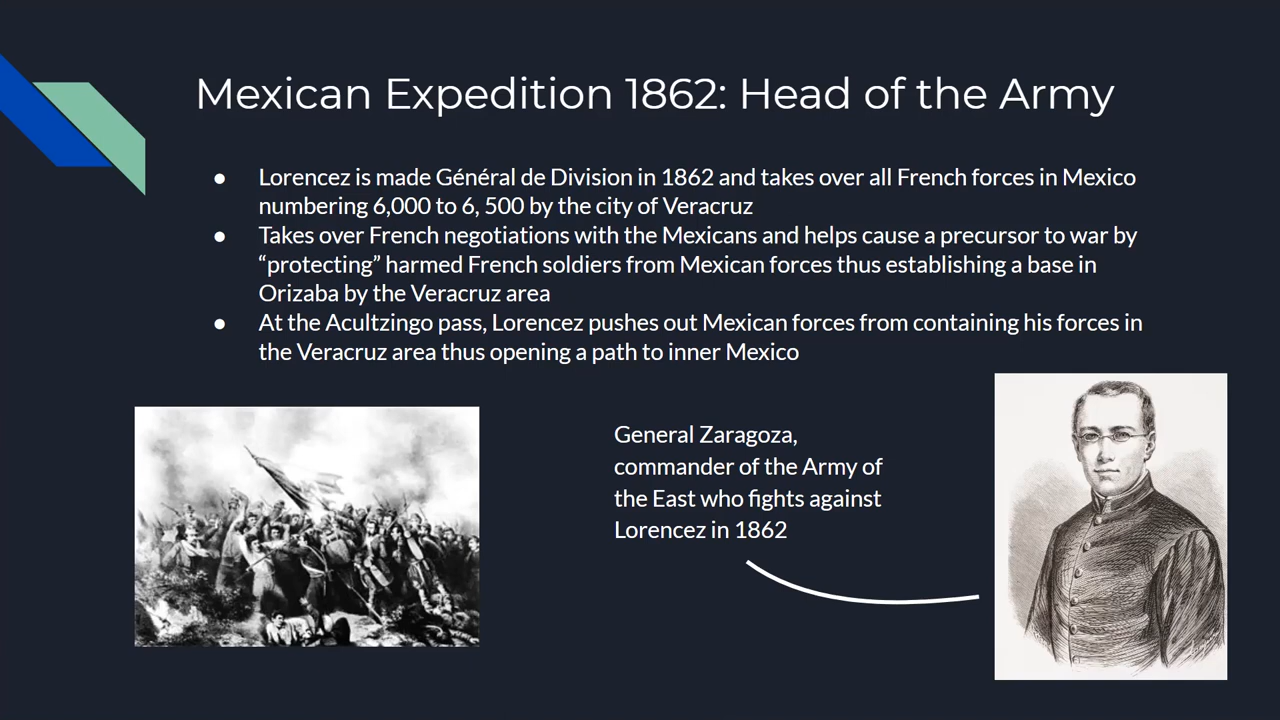 Mexican Expedition 1862: Head of the Army
● Lorencez is made Général de Division in 1862 and takes over all French forces in Mexico
numbering 6,000 to 6, 500 by the city of Veracruz
● Takes over French negotiations with the Mexicans and helps cause a precursor to war by
“protecting” harmed French soldiers from Mexican forces thus establishing a base in
Orizaba by the Veracruz area
● At the Acultzingo pass, Lorencez pushes out Mexican forces from containing his forces in
the Veracruz area thus opening a path to inner Mexico
General Zaragoza,
commander of the Army of
the East who fights against
Lorencez in 1862